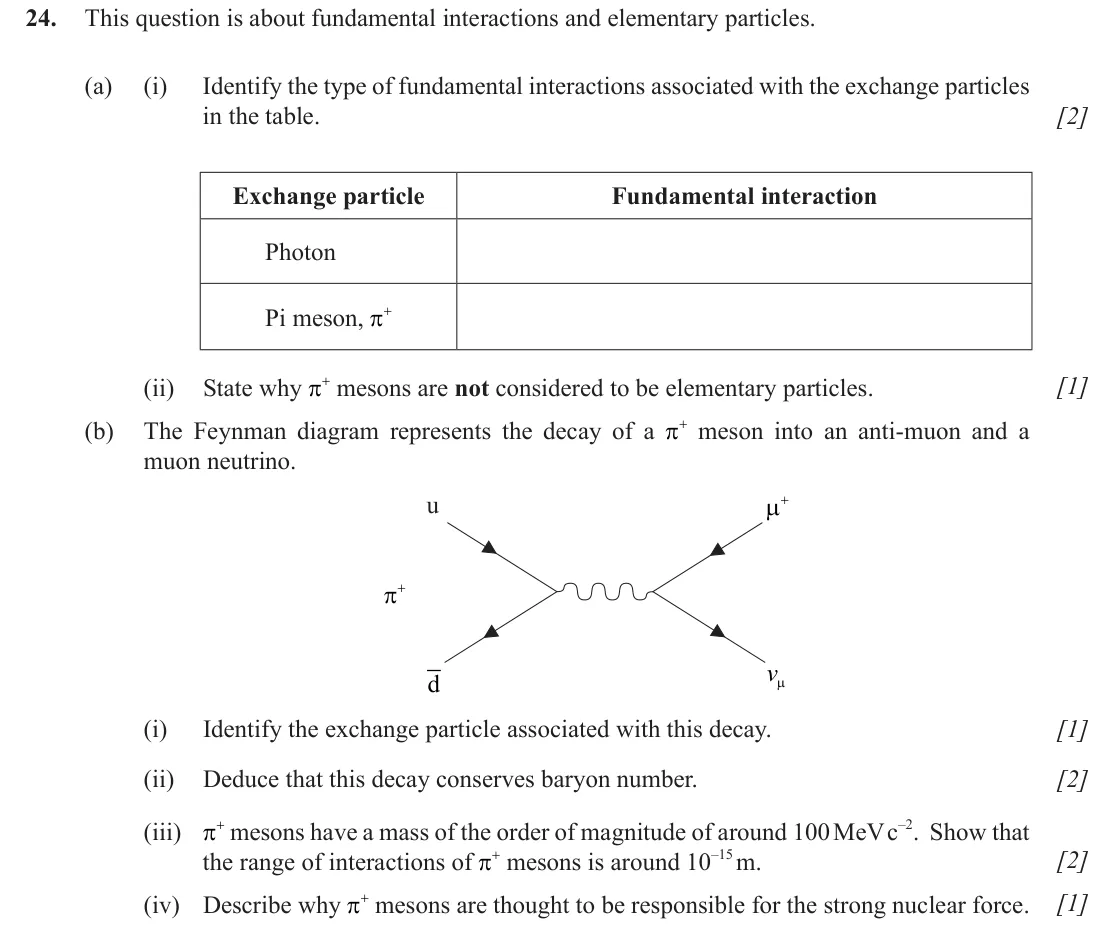 24. This question is about fundamental interactions and elementary particles.
(a) (i) Identify the type of fundamental interactions associated with the exchange particles
in the table. [2]
Exchange particle Fundamental interaction
Photon
Pi meson, π⁺
(ii) State why π⁺ mesons are not considered to be elementary particles. [1]
(b) The Feynman diagram represents the decay of a π⁺ meson into an anti-muon and a
muon neutrino.
u μ⁺
π⁺
d̅ νμ
(i) Identify the exchange particle associated with this decay. [1]
(ii) Deduce that this decay conserves baryon number. [2]
(iii) π⁺ mesons have a mass of the order of magnitude of around 100 MeV c⁻². Show that
the range of interactions of π⁺ mesons is around 10⁻¹⁵ m. [2]
(iv) Describe why π⁺ mesons are thought to be responsible for the strong nuclear force. [1]